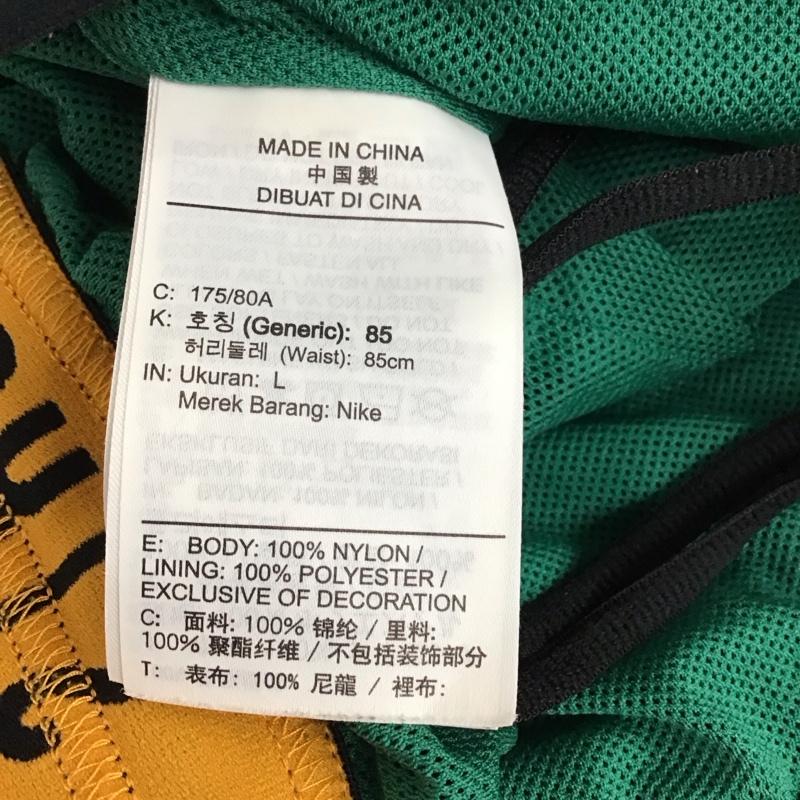 MADE IN CHINA
中国製
DIBUAT DI CINA
C: 175/80A
K: 호칭 (Generic): 85
허리둘레 (Waist): 85cm
IN: Ukuran: L
Merek Barang: Nike
E: BODY: 100% NYLON /
LINING: 100% POLYESTER /
EXCLUSIVE OF DECORATION
C: 面料: 100% 锦纶 / 里料:
100% 聚酯纤维 / 不包括装饰部分
T: 表布: 100% 尼龍 / 裡布: